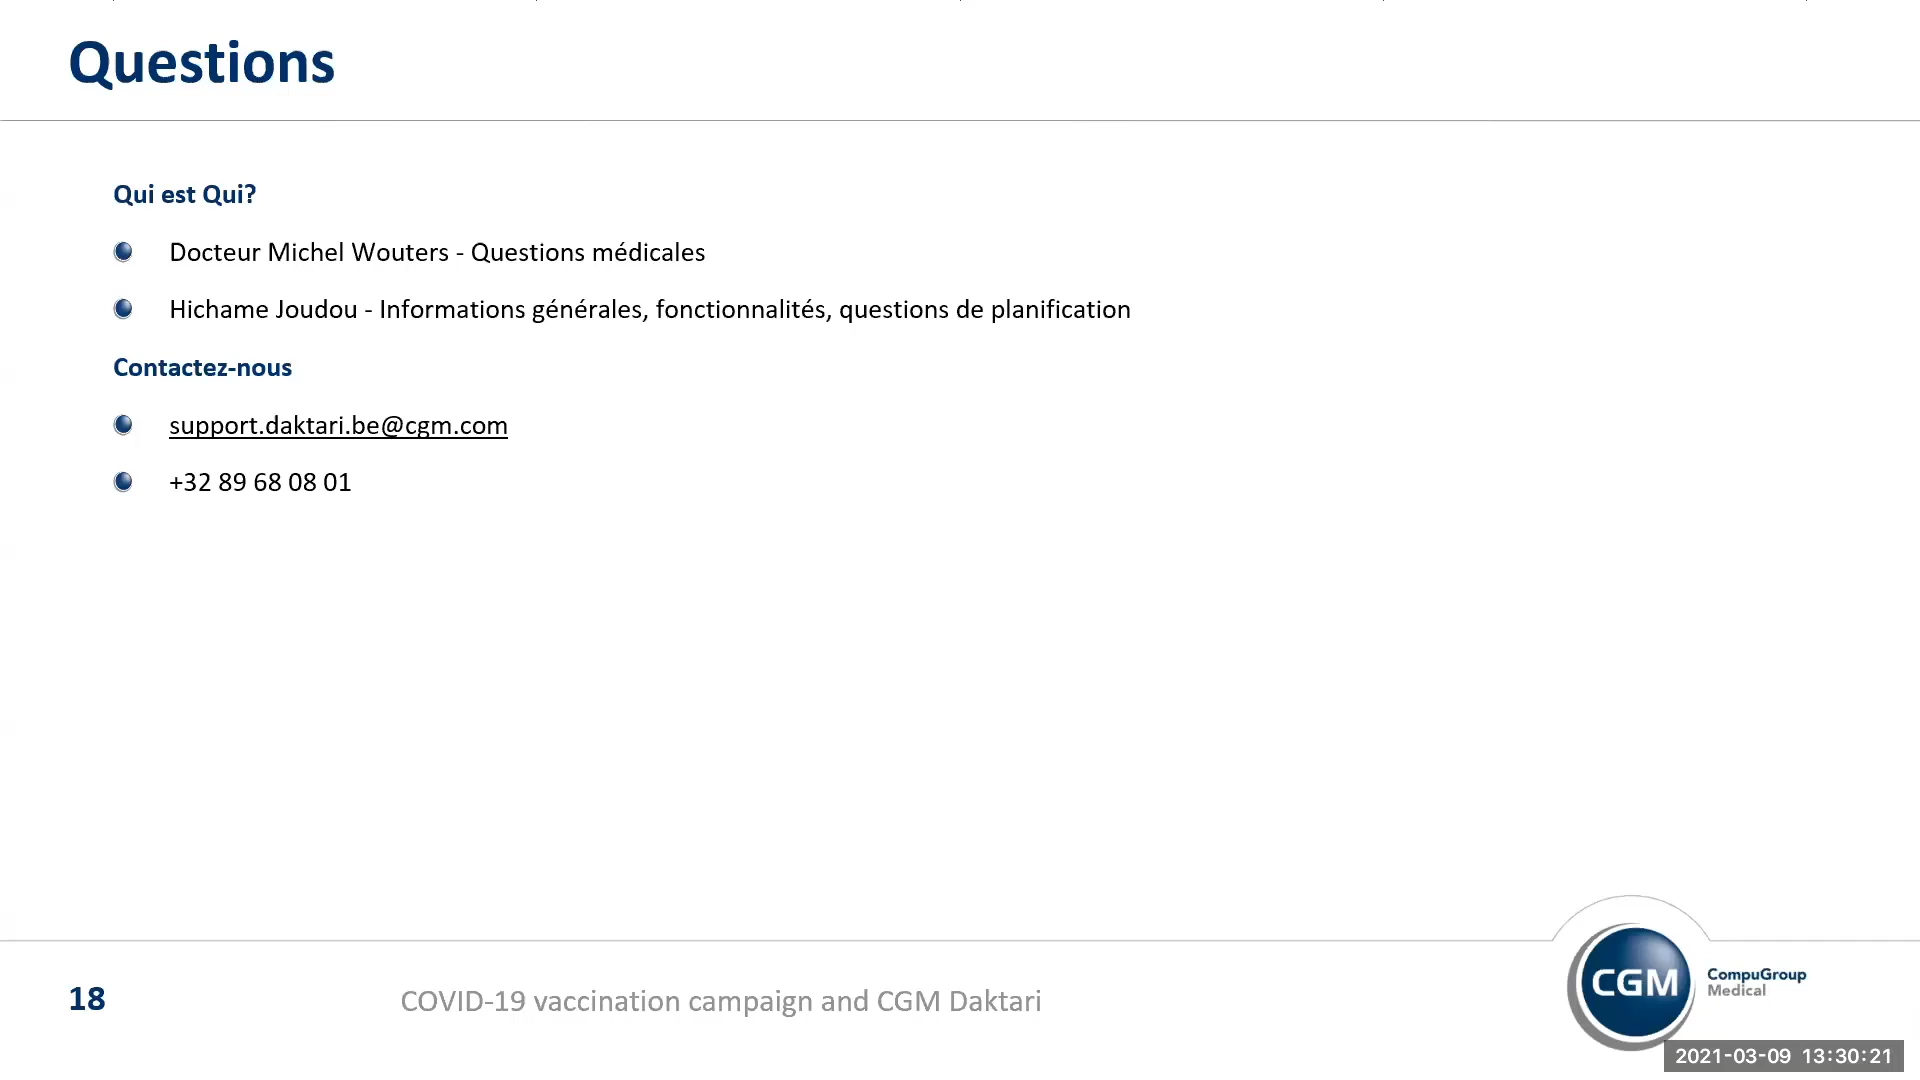 Questions
Qui est Qui?
Docteur Michel Wouters - Questions médicales
Hichame Joudou - Informations générales, fonctionnalités, questions de planification
Contactez-nous
support.daktari.be@cgm.com
+32 89 68 08 01
18
COVID-19 vaccination campaign and CGM Daktari
CGM
CompuGroup
Medical
2021-03-09 13:30:21